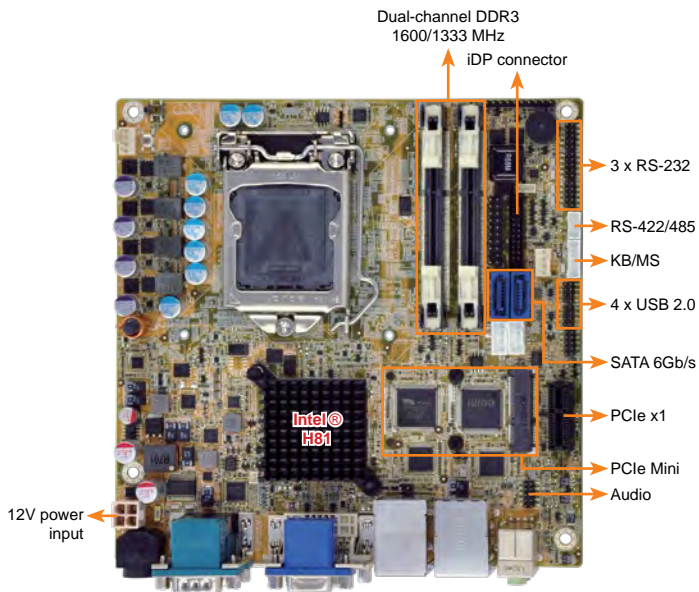 Dual-channel DDR3
1600/1333 MHz
iDP connector
3 x RS-232
RS-422/485
KB/MS
4 x USB 2.0
SATA 6Gb/s
Intel ®
H81
PCIe x1
PCIe Mini
Audio
12V power
input
R701